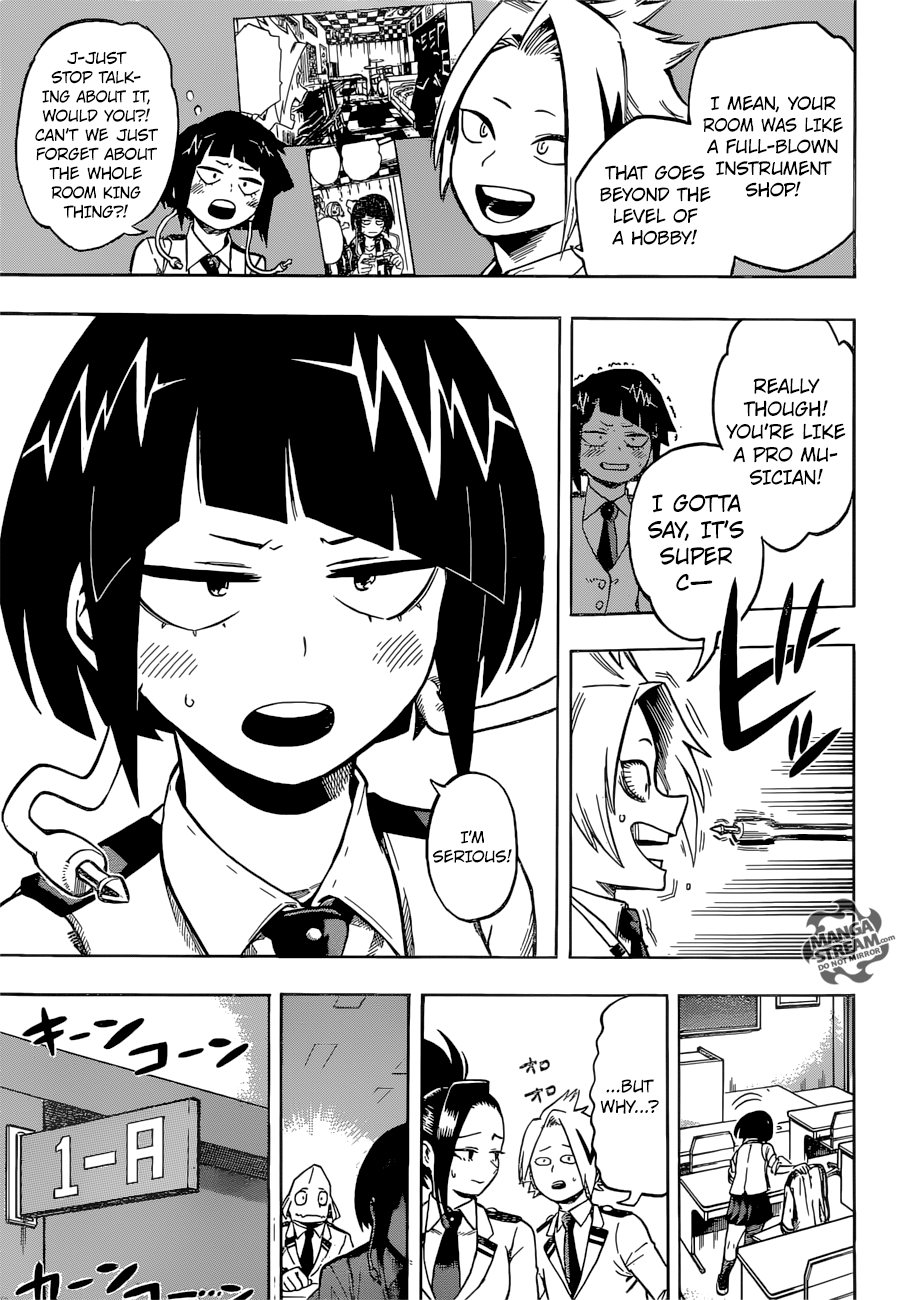 I MEAN, YOUR
ROOM WAS LIKE
A FULL-BLOWN
INSTRUMENT
SHOP!
THAT GOES
BEYOND THE
LEVEL OF
A HOBBY!
J-JUST
STOP TALK-
ING ABOUT IT,
WOULD YOU?!
CAN'T WE JUST
FORGET ABOUT
THE WHOLE
ROOM KING
THING?!
REALLY
THOUGH!
YOU'RE LIKE
A PRO MU-
SICIAN!
I GOTTA
SAY, IT'S
SUPER
C—
ビッ
I'M
SERIOUS!
MANGA
STREAM.com
DO NOT MIRROR
...BUT
WHY...?
オロ
オロ
キーン
コーン
1-A
カーン
コーン